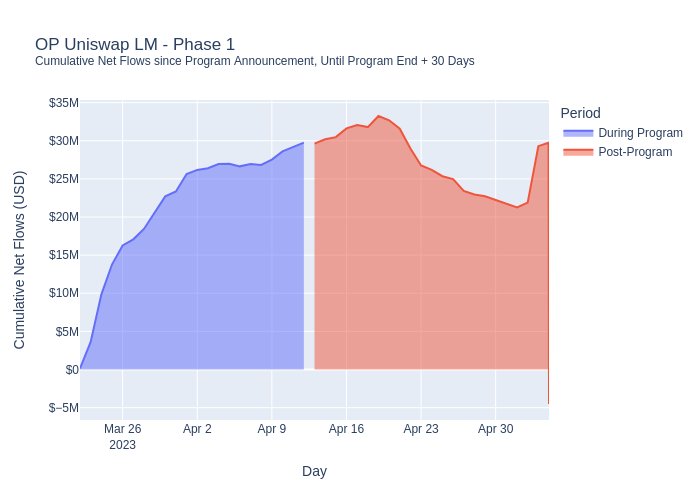 OP Uniswap LM - Phase 1
Cumulative Net Flows since Program Announcement, Until Program End + 30 Days
Period
During Program
Post-Program
Cumulative Net Flows (USD)
$35M
$30M
$25M
$20M
$15M
$10M
$5M
$0
$−5M
Mar 26
2023
Apr 2
Apr 9
Apr 16
Apr 23
Apr 30
Day